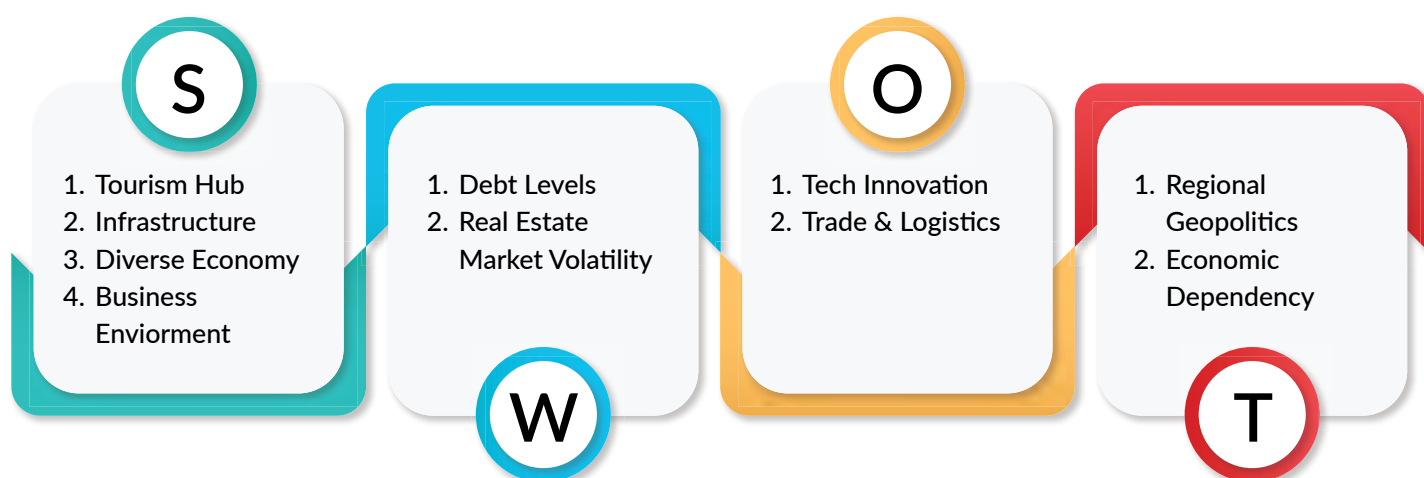 S
1. Tourism Hub
2. Infrastructure
3. Diverse Economy
4. Business
Enviorment
W
1. Debt Levels
2. Real Estate
Market Volatility
O
1. Tech Innovation
2. Trade & Logistics
T
1. Regional
Geopolitics
2. Economic
Dependency